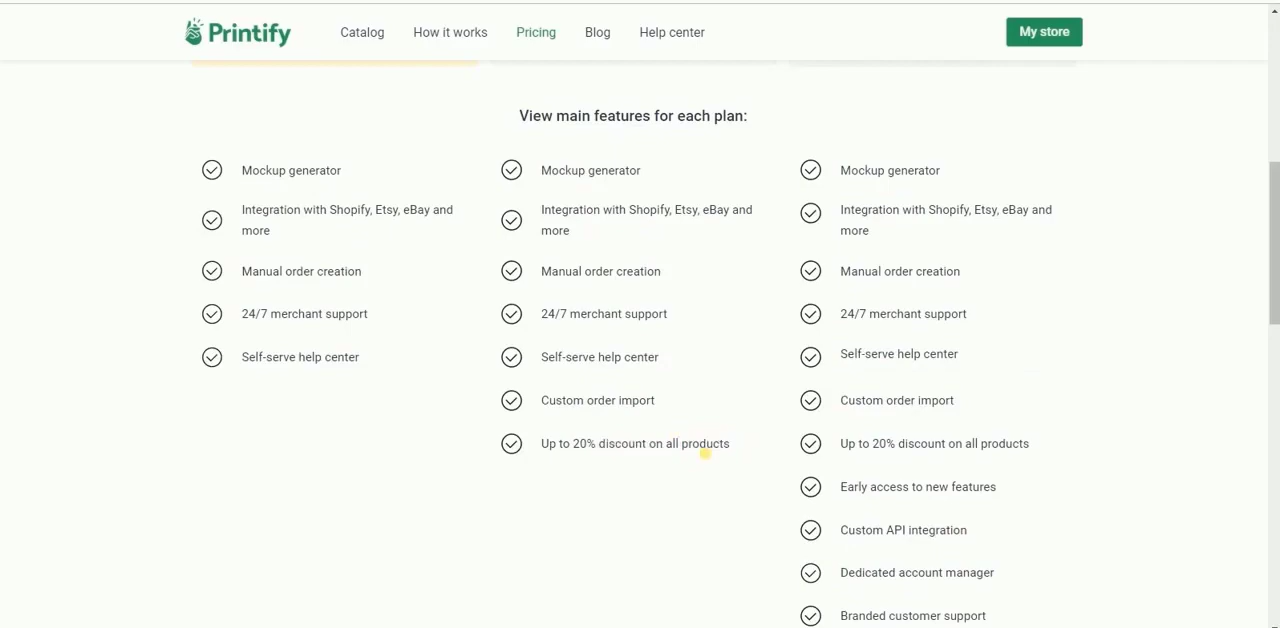 Printify
Catalog
How it works
Pricing
Blog
Help center
My store
View main features for each plan:
Mockup generator
Integration with Shopify, Etsy, eBay and
more
Manual order creation
24/7 merchant support
Self-serve help center
Mockup generator
Integration with Shopify, Etsy, eBay and
more
Manual order creation
24/7 merchant support
Self-serve help center
Custom order import
Up to 20% discount on all products
Mockup generator
Integration with Shopify, Etsy, eBay and
more
Manual order creation
24/7 merchant support
Self-serve help center
Custom order import
Up to 20% discount on all products
Early access to new features
Custom API integration
Dedicated account manager
Branded customer support